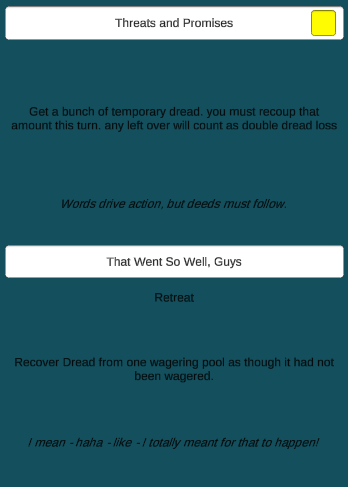 Threats and Promises
Get a bunch of temporary dread. you must recoup that
amount this turn. any left over will count as double dread loss
Words drive action, but deeds must follow.
That Went So Well, Guys
Retreat
Recover Dread from one wagering pool as though it had not
been wagered.
I mean - haha - like - I totally meant for that to happen!